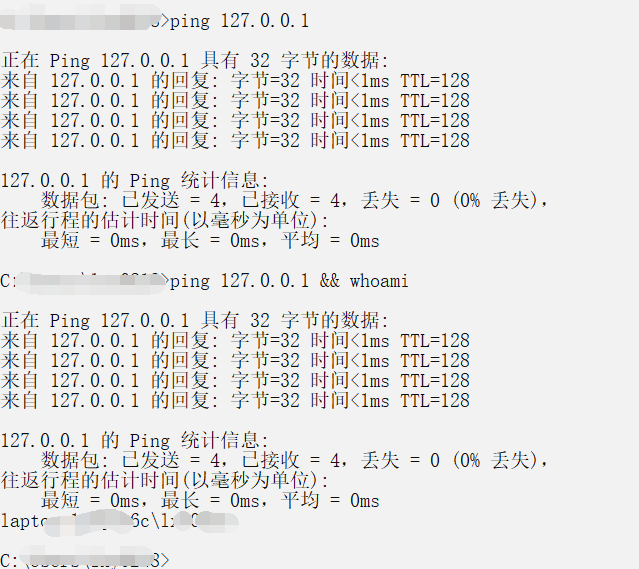 >ping 127.0.0.1
正在 Ping 127.0.0.1 具有 32 字节的数据:
来自 127.0.0.1 的回复: 字节=32 时间<1ms TTL=128
来自 127.0.0.1 的回复: 字节=32 时间<1ms TTL=128
来自 127.0.0.1 的回复: 字节=32 时间<1ms TTL=128
来自 127.0.0.1 的回复: 字节=32 时间<1ms TTL=128
127.0.0.1 的 Ping 统计信息:
数据包: 已发送 = 4，已接收 = 4，丢失 = 0 (0% 丢失)，
往返行程的估计时间(以毫秒为单位):
最短 = 0ms，最长 = 0ms，平均 = 0ms
C:>ping 127.0.0.1 && whoami
正在 Ping 127.0.0.1 具有 32 字节的数据:
来自 127.0.0.1 的回复: 字节=32 时间<1ms TTL=128
来自 127.0.0.1 的回复: 字节=32 时间<1ms TTL=128
来自 127.0.0.1 的回复: 字节=32 时间<1ms TTL=128
来自 127.0.0.1 的回复: 字节=32 时间<1ms TTL=128
127.0.0.1 的 Ping 统计信息:
数据包: 已发送 = 4，已接收 = 4，丢失 = 0 (0% 丢失)，
往返行程的估计时间(以毫秒为单位):
最短 = 0ms，最长 = 0ms，平均 = 0ms
C:\>